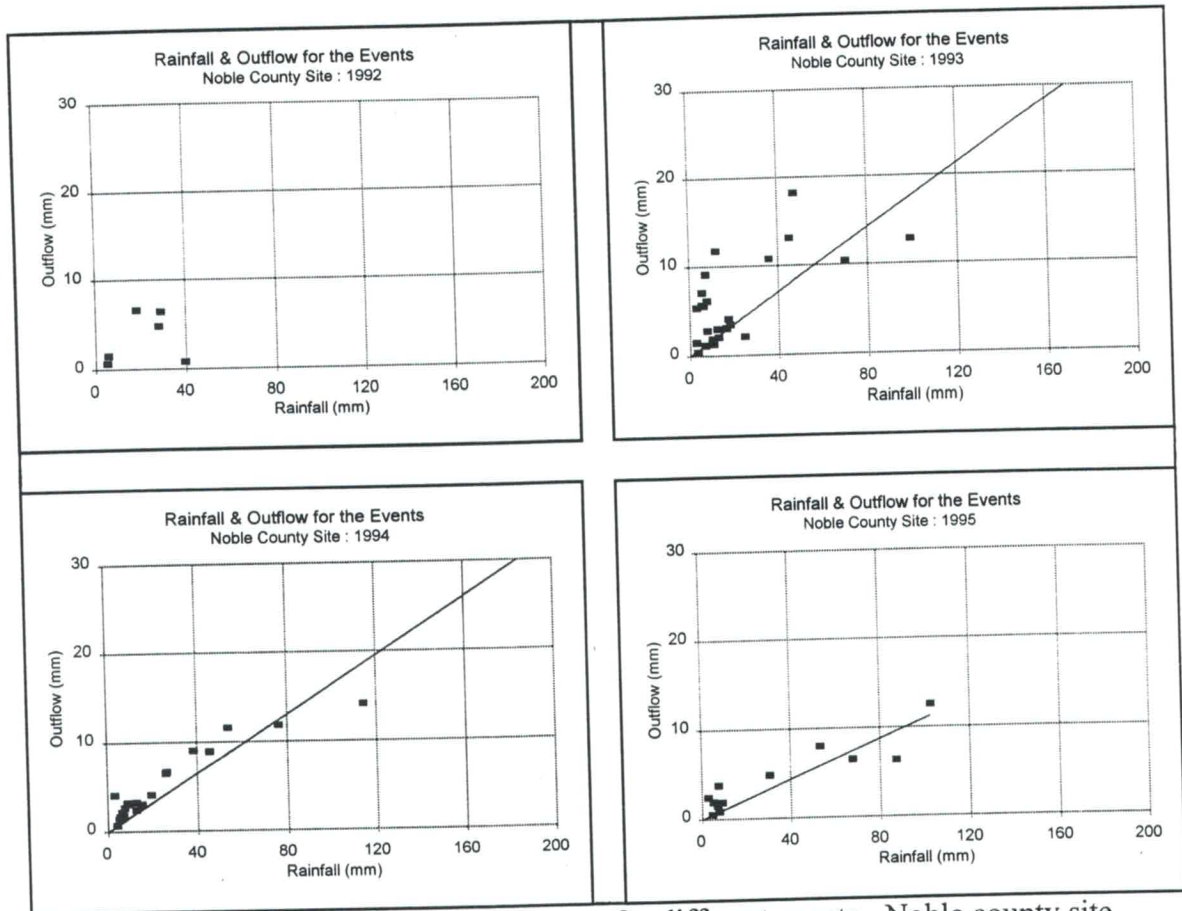 Rainfall & Outflow for the Events
Noble County Site : 1992
30
20
10
0
Outflow (mm)
0 40 80 120 160 200
Rainfall (mm)
Rainfall & Outflow for the Events
Noble County Site : 1993
30
20
10
0
Outflow (mm)
0 40 80 120 160 200
Rainfall (mm)
Rainfall & Outflow for the Events
Noble County Site : 1994
30
20
10
0
Outflow (mm)
0 40 80 120 160 200
Rainfall (mm)
Rainfall & Outflow for the Events
Noble County Site : 1995
30
20
10
0
Outflow (mm)
0 40 80 120 160 200
Rainfall (mm)
Noble county site